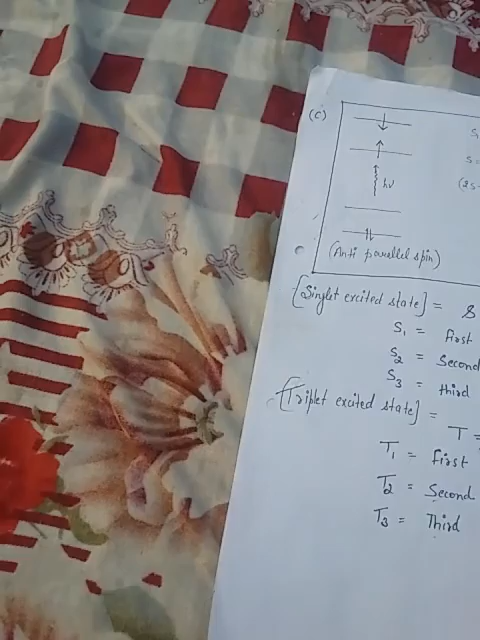 (C)
S
S =
(2S
hν
(Anti parallel spin)
[Singlet excited state] = S
S1 = first
S2 = Second
S3 = third
[Triplet excited state] =
T =
T1 = first
T2 = Second
T3 = Third